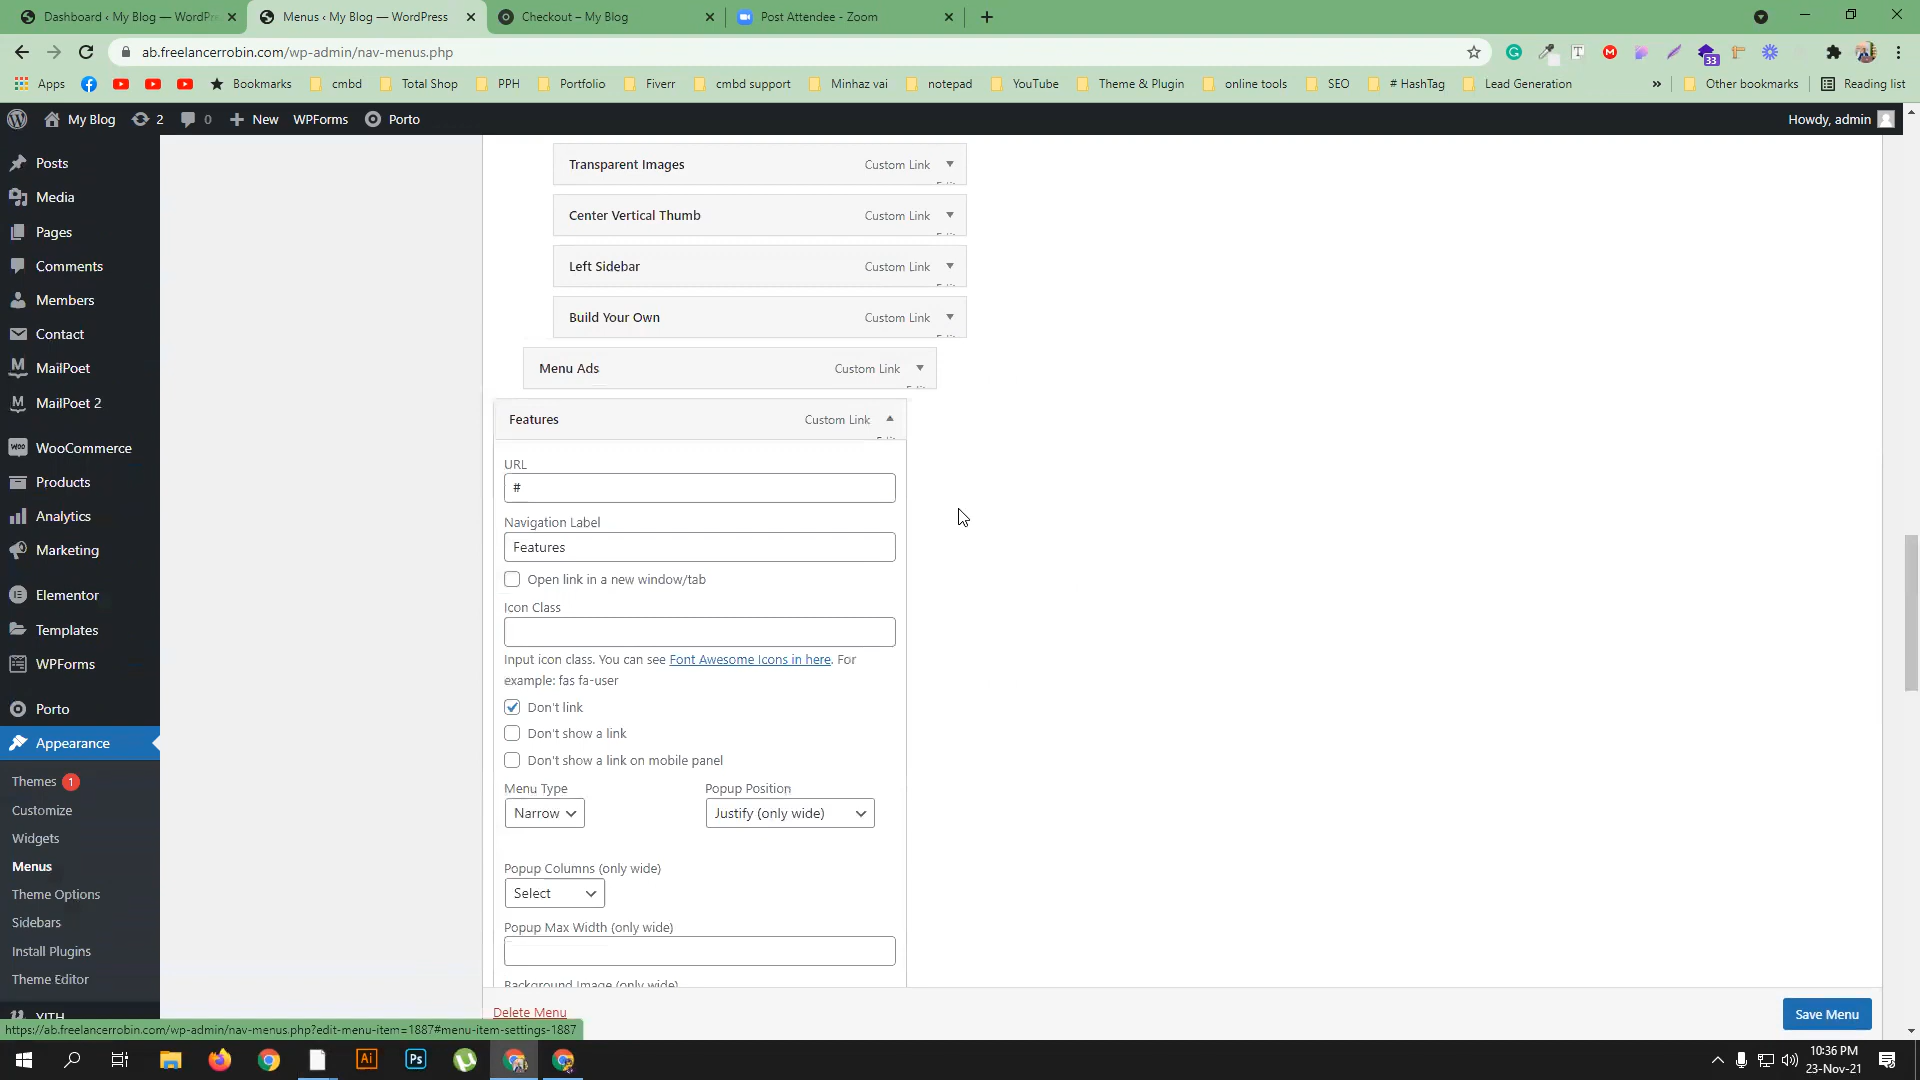 Dashboard ‹ My Blog — WordPre
Menus ‹ My Blog — WordPress
Checkout – My Blog
Post Attendee - Zoom
ab.freelancerrobin.com/wp-admin/nav-menus.php
33
Apps
Bookmarks
cmbd
Total Shop
PPH
Portfolio
Fiverr
cmbd support
Minhaz vai
notepad
YouTube
Theme & Plugin
online tools
SEO
# HashTag
Lead Generation
»
Other bookmarks
Reading list
My Blog
2
0
New
WPForms
Porto
Howdy, admin
Posts
Media
Pages
Comments
Members
Contact
MailPoet
MailPoet 2
WooCommerce
Products
Analytics
Marketing
Elementor
Templates
WPForms
Porto
Appearance
Themes 1
Customize
Widgets
Menus
Theme Options
Sidebars
Install Plugins
Theme Editor
YITH
Transparent Images Custom Link
Edit
Center Vertical Thumb Custom Link
Edit
Left Sidebar Custom Link
Edit
Build Your Own Custom Link
Edit
Menu Ads Custom Link
Edit
Features Custom Link
Edit
URL
#
Navigation Label
Features
Open link in a new window/tab
Icon Class
Input icon class. You can see Font Awesome Icons in here. For
example: fas fa-user
Don't link
Don't show a link
Don't show a link on mobile panel
Menu Type Popup Position
Narrow Justify (only wide)
Popup Columns (only wide)
Select
Popup Max Width (only wide)
Background Image (only wide)
Delete Menu
Save Menu
https://ab.freelancerrobin.com/wp-admin/nav-menus.php?edit-menu-item=1887#menu-item-settings-1887
Ai
Ps
10:36 PM
23-Nov-21